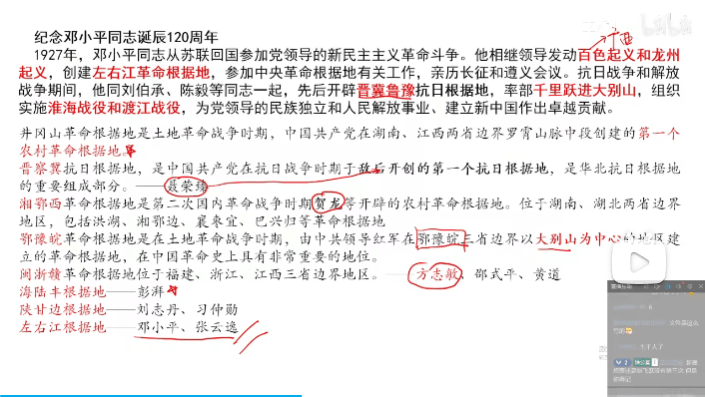 纪念邓小平同志诞辰120周年
广西
1927年，邓小平同志从苏联回国参加党领导的新民主主义革命斗争。他相继领导发动百色起义和龙州
起义，创建左右江革命根据地，参加中央革命根据地有关工作，亲历长征和遵义会议。抗日战争和解放
战争期间，他同刘伯承、陈毅等同志一起，先后开辟晋冀鲁豫抗日根据地，率部千里跃进大别山，组织
实施淮海战役和渡江战役，为党领导的民族独立和人民解放事业、建立新中国作出卓越贡献。
井冈山革命根据地是土地革命战争时期，中国共产党在湖南、江西两省边界罗霄山脉中段创建的第一个
农村革命根据地。
晋察冀抗日根据地，是中国共产党在抗日战争时期于敌后开创的第一个抗日根据地，是华北抗日根据地
的重要组成部分。——聂荣臻
湘鄂西革命根据地是第二次国内革命战争时期贺龙等开辟的农村革命根据地。位于湖南、湖北两省边界
地区，包括洪湖、湘鄂边、襄枣宜、巴兴归等革命根据地
鄂豫皖革命根据地是在土地革命战争时期，由中共领导红军在鄂豫皖三省边界以大别山为中心的地区建
立的革命根据地，在中国革命史上具有非常重要的地位。
闽浙赣革命根据地位于福建、浙江、江西三省边界地区。——方志敏、邵式平、黄道
海陆丰根据地——彭湃
陕甘边根据地——刘志丹、习仲勋
左右江根据地——邓小平、张云逸